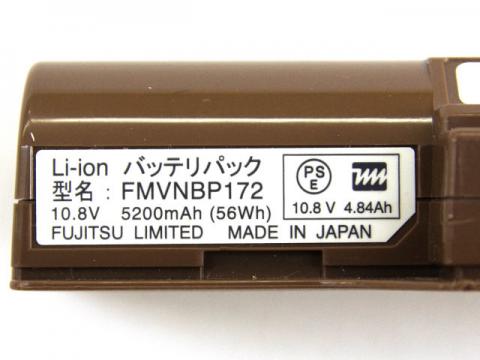 Li-ion バッテリパック
型名：FMVNBP172
10.8V 5200mAh (56Wh)
FUJITSU LIMITED MADE IN JAPAN
PS
E
10.8 V 4.84Ah